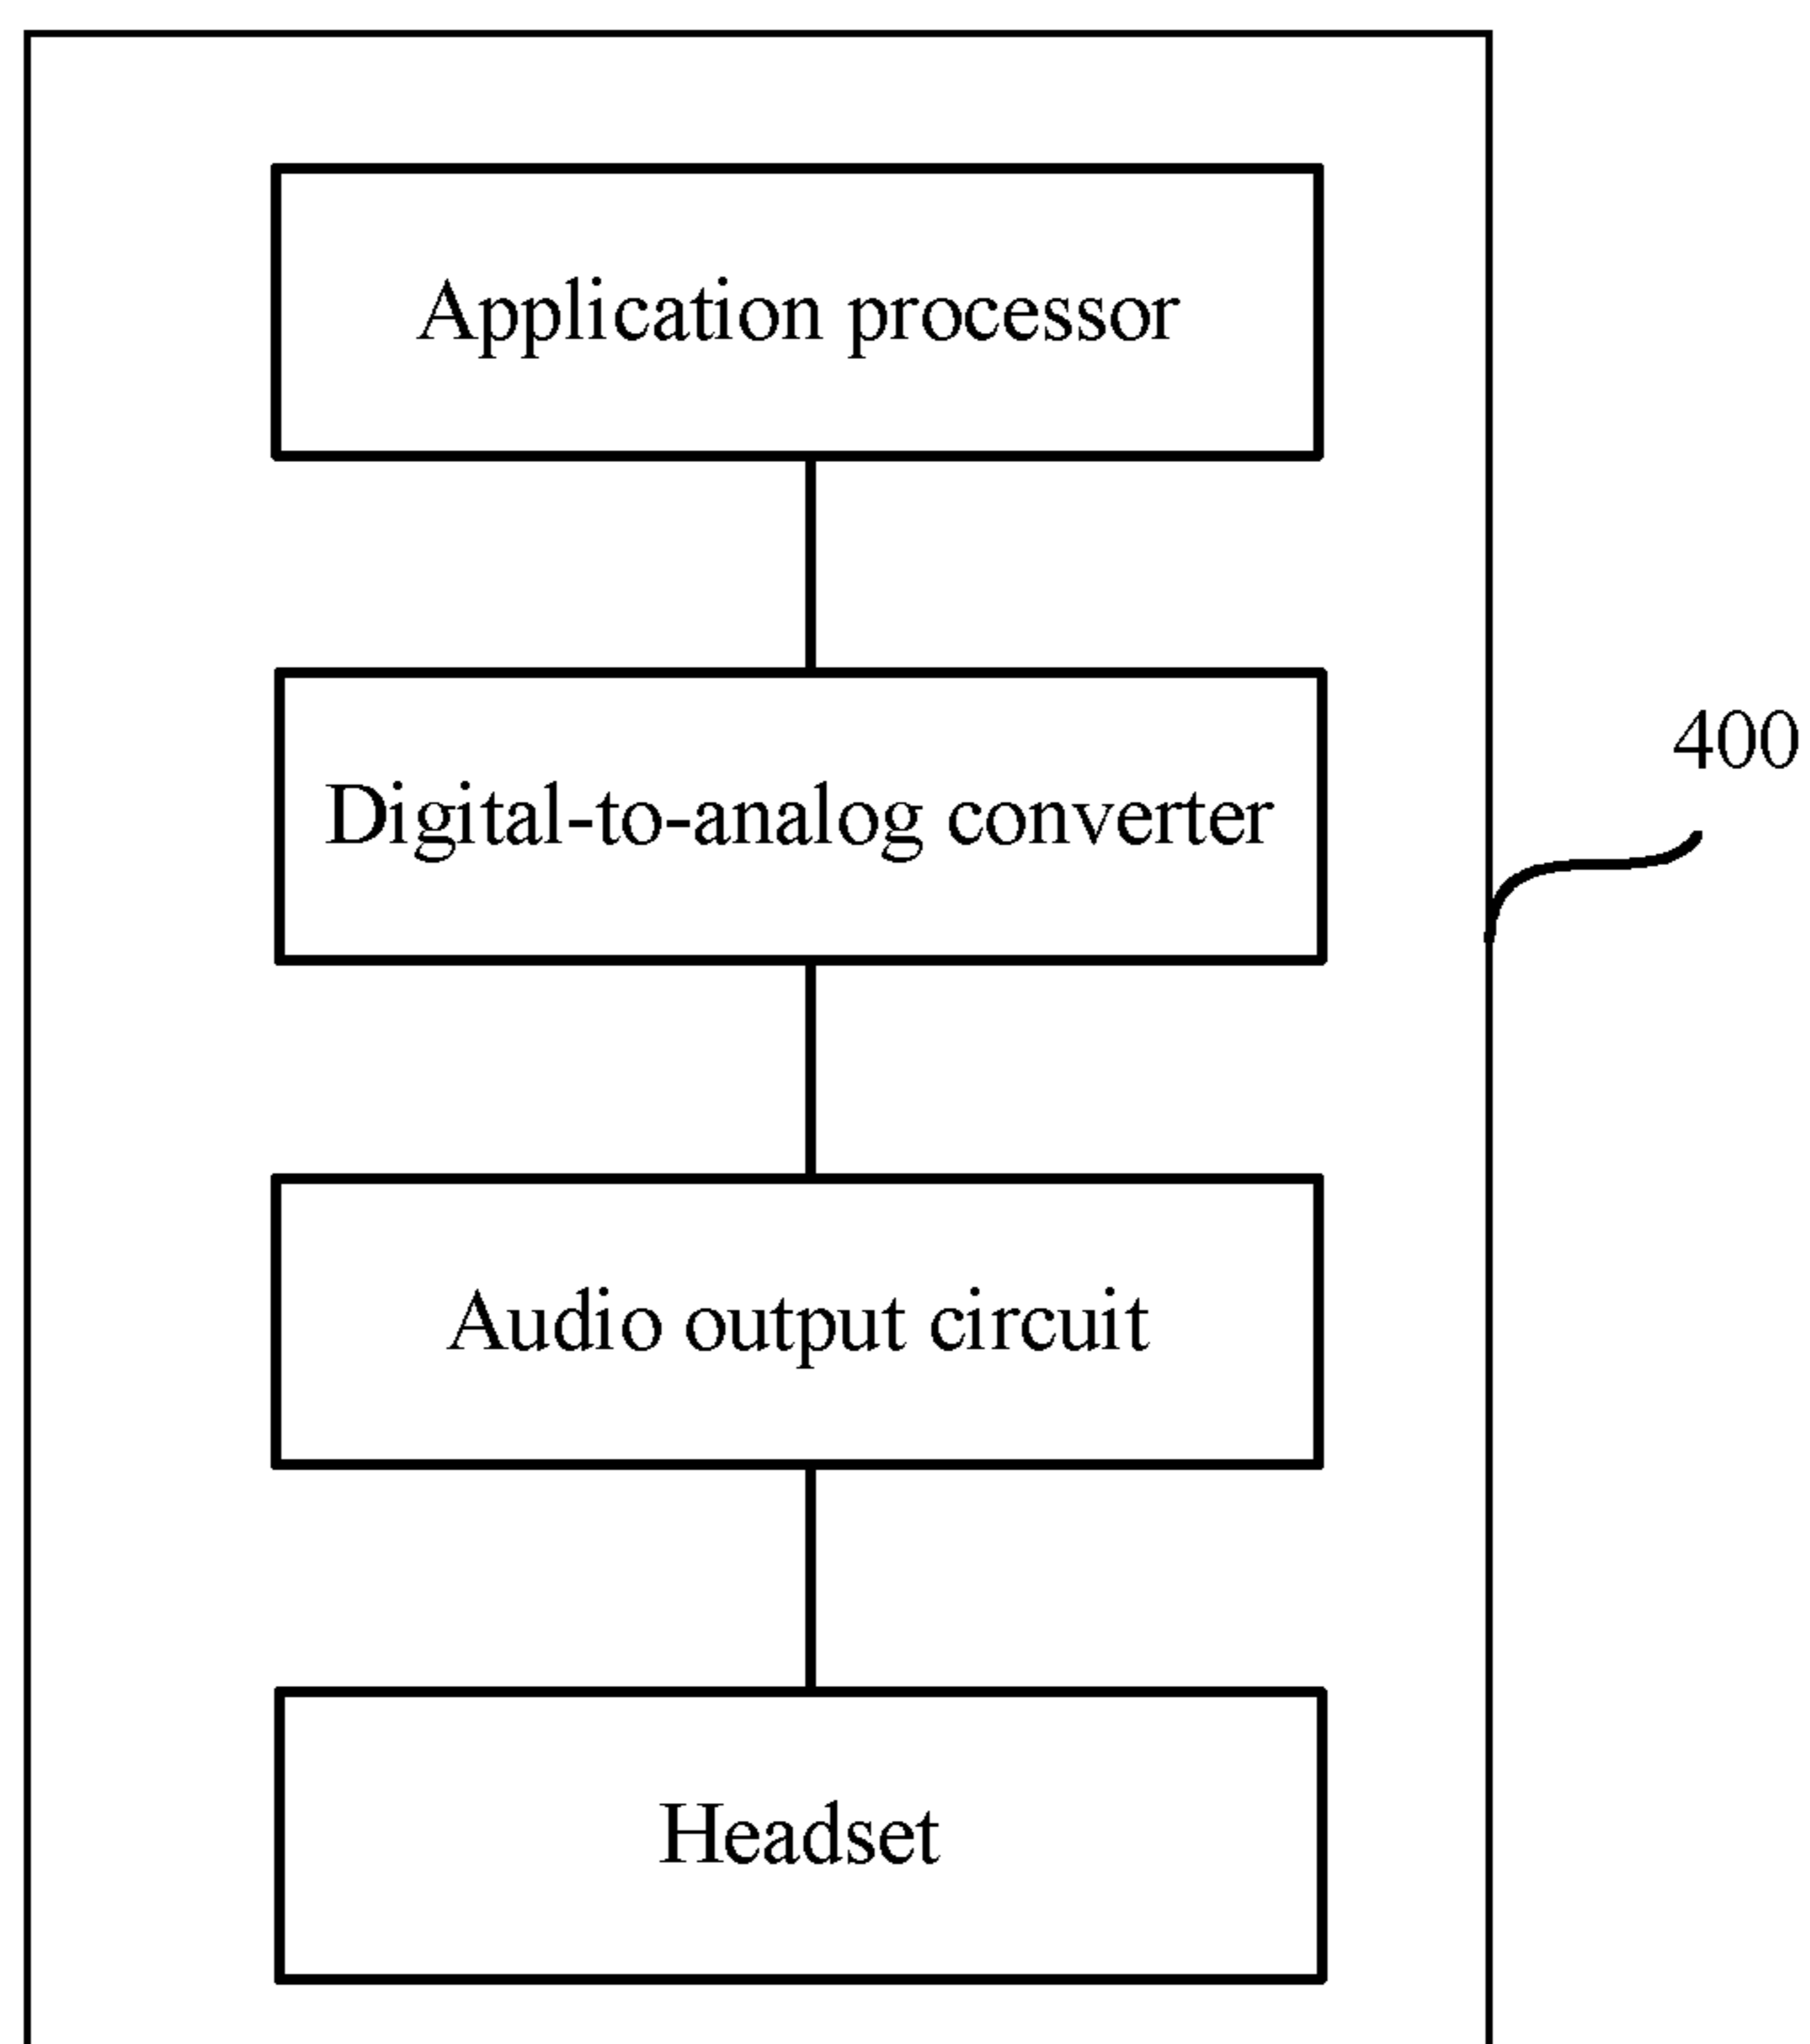 Application processor
Digital-to-analog converter
400
Audio output circuit
Headset